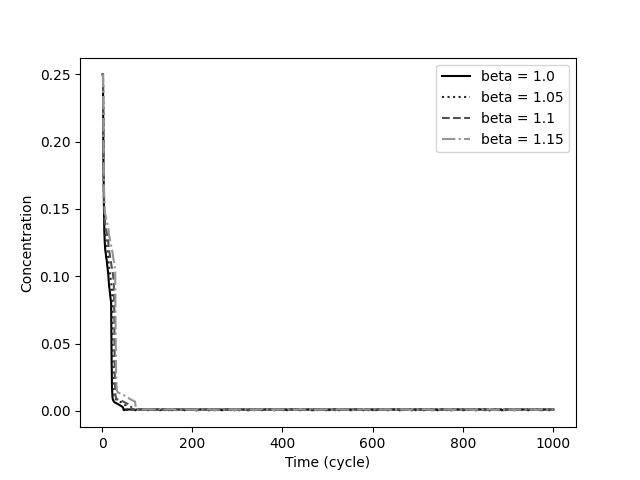 beta = 1.0
beta = 1.05
beta = 1.1
beta = 1.15
0.25
0.20
0.15
0.10
0.05
0.00
Concentration
0 200 400 600 800 1000
Time (cycle)